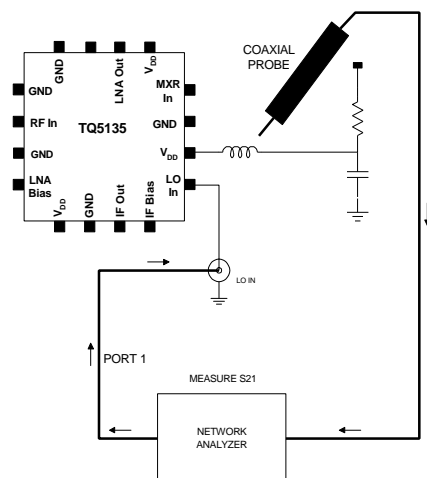 COAXIAL
PROBE
GND
LNA Out
VDD
GND
MXR
In
RF In
TQ5135
GND
GND
VDD
LNA
Bias
LO
In
VDD
GND
IF Out
IF Bias
LO IN
PORT 1
MEASURE S21
NETWORK
ANALYZER